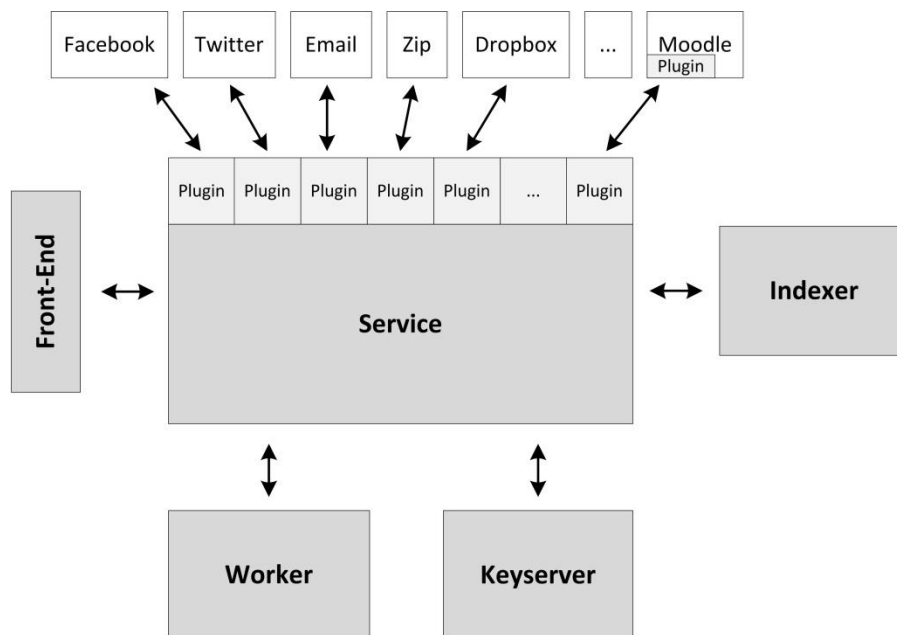 Facebook
Twitter
Email
Zip
Dropbox
...
Moodle
Plugin
Plugin
Plugin
Plugin
Plugin
Plugin
...
Plugin
Front-End
Service
Indexer
Worker
Keyserver